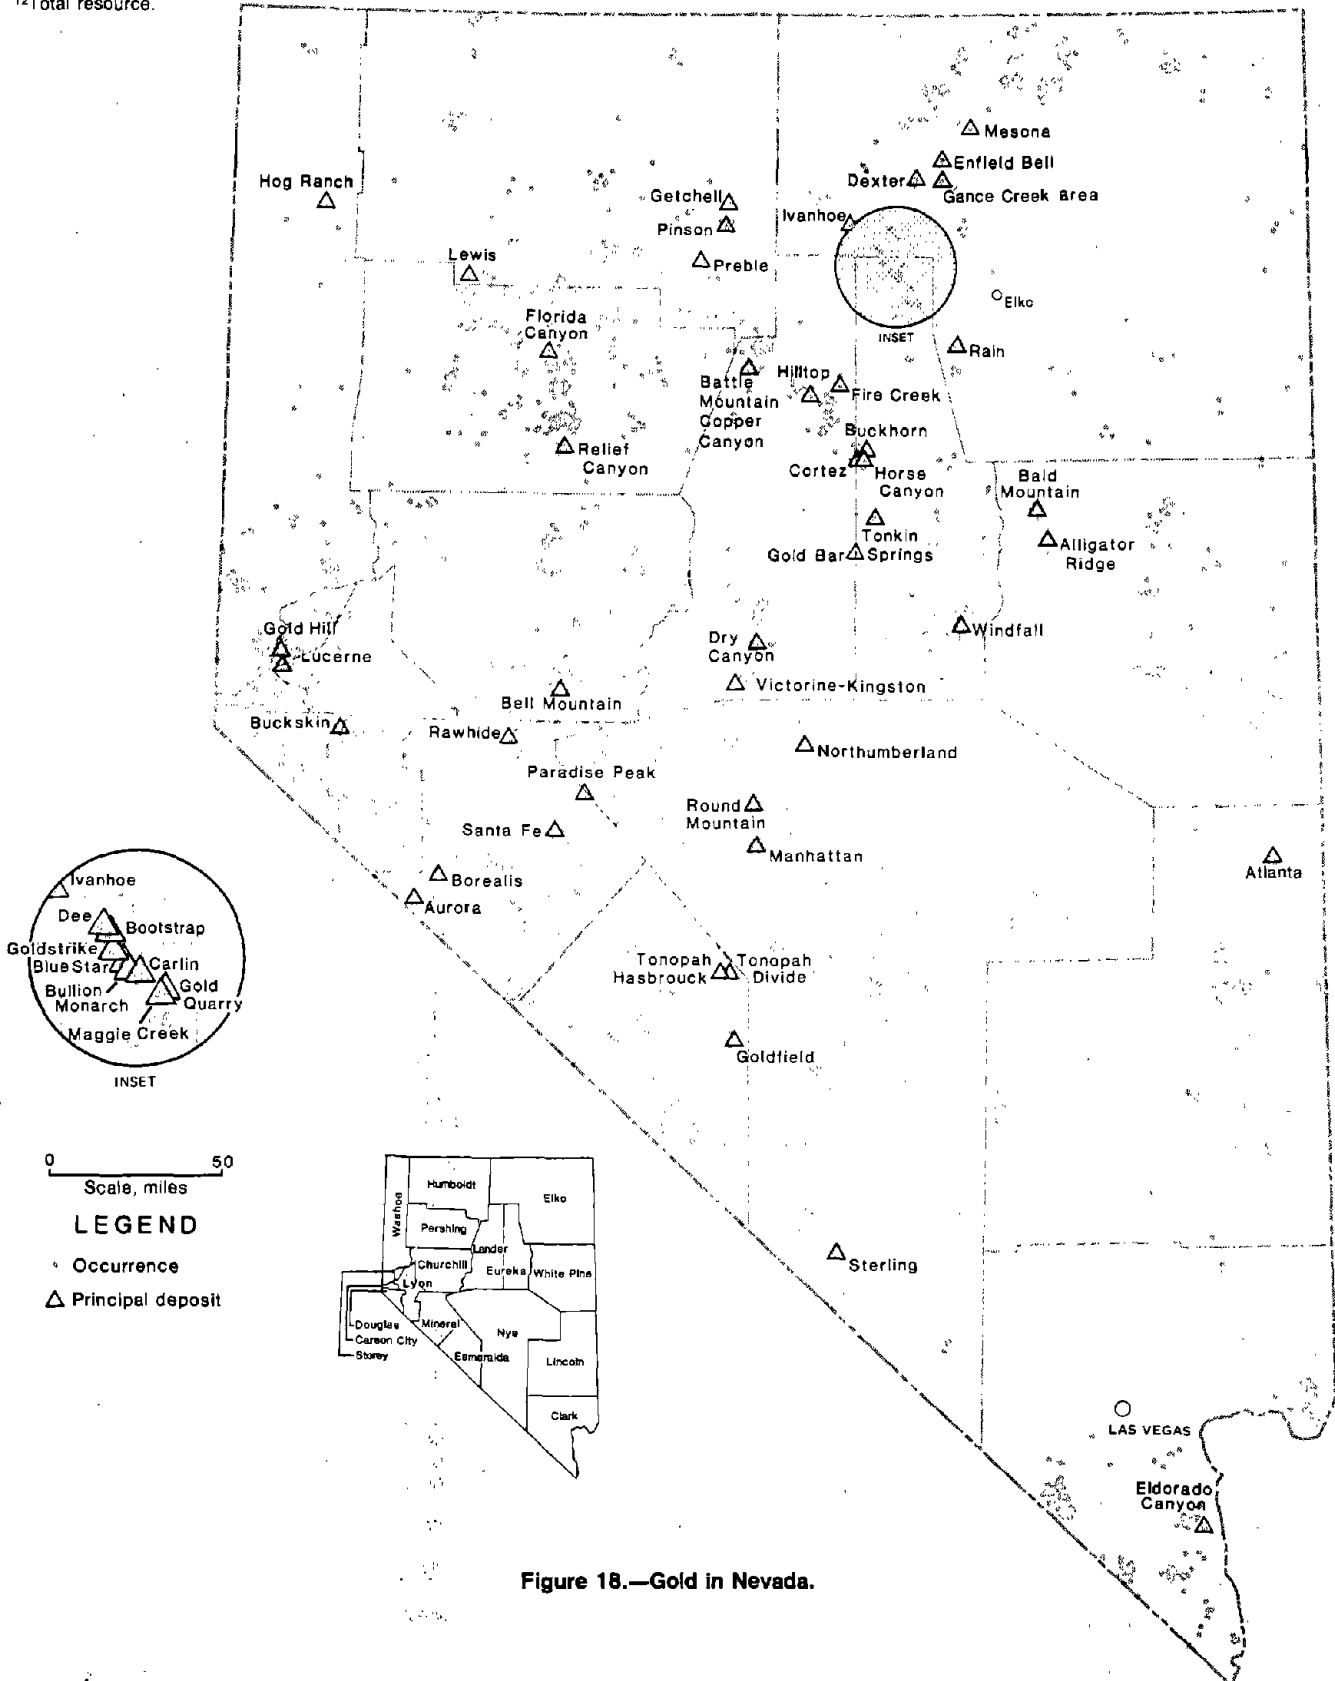 12Total resource.
Mesona
Enfield Bell
Dexter
Gance Creek area
Hog Ranch
Getchell
Pinson
Ivanhoe
Preble
Lewis
Elko
INSET
Florida
Canyon
Rain
Battle
Mountain
Copper
Canyon
Hilltop
Fire Creek
Buckhorn
Relief
Canyon
Cortez
Horse
Canyon
Bald
Mountain
Tonkin
Springs
Gold Bar
Alligator
Ridge
Gold Hill
Lucerne
Dry
Canyon
Windfall
Victorine-Kingston
Bell Mountain
Buckskin
Rawhide
Northumberland
Paradise Peak
Round
Mountain
Santa Fe
Manhattan
Atlanta
Borealis
Aurora
Ivanhoe
Dee
Bootstrap
Goldstrike
Blue Star
Carlin
Bullion
Monarch
Gold
Quarry
Maggie Creek
INSET
Tonopah
Hasbrouck
Tonopah
Divide
Goldfield
0 50
Scale, miles
LEGEND
Occurrence
Principal deposit
Washoe
Humboldt
Elko
Pershing
Lander
Churchill
Eureka
White Pine
Lyon
Douglas
Carson City
Storey
Mineral
Nye
Esmeralda
Lincoln
Clark
Sterling
LAS VEGAS
Eldorado
Canyon
Figure 18.—Gold in Nevada.